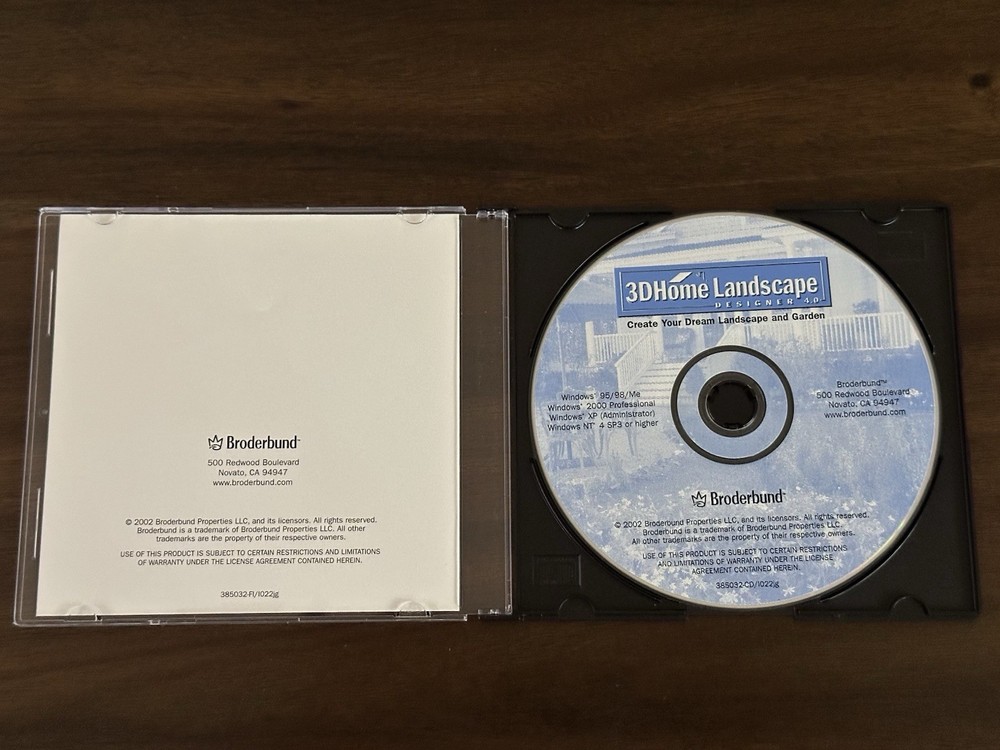 Broderbund™
500 Redwood Boulevard
Novato, CA 94947
www.broderbund.com
© 2002 Broderbund Properties LLC, and its licensors. All rights reserved.
Broderbund is a trademark of Broderbund Properties LLC. All other
trademarks are the property of their respective owners.
USE OF THIS PRODUCT IS SUBJECT TO CERTAIN RESTRICTIONS AND LIMITATIONS
OF WARRANTY UNDER THE LICENSE AGREEMENT CONTAINED HEREIN.
385032-FI/1022jg
3DHome Landscape
DESIGNER 4.0
Create Your Dream Landscape and Garden
Windows® 95/98/Me
Windows® 2000 Professional
Windows® XP (Administrator)
Windows NT® 4 SP3 or higher
Broderbund™
500 Redwood Boulevard
Novato, CA 94947
www.broderbund.com
Broderbund™
© 2002 Broderbund Properties LLC, and its licensors. All rights reserved.
Broderbund is a trademark of Broderbund Properties LLC.
All other trademarks are the property of their respective owners.
USE OF THIS PRODUCT IS SUBJECT TO CERTAIN RESTRICTIONS
AND LIMITATIONS OF WARRANTY UNDER THE LICENSE
AGREEMENT CONTAINED HEREIN.
385032-CD/1022jg